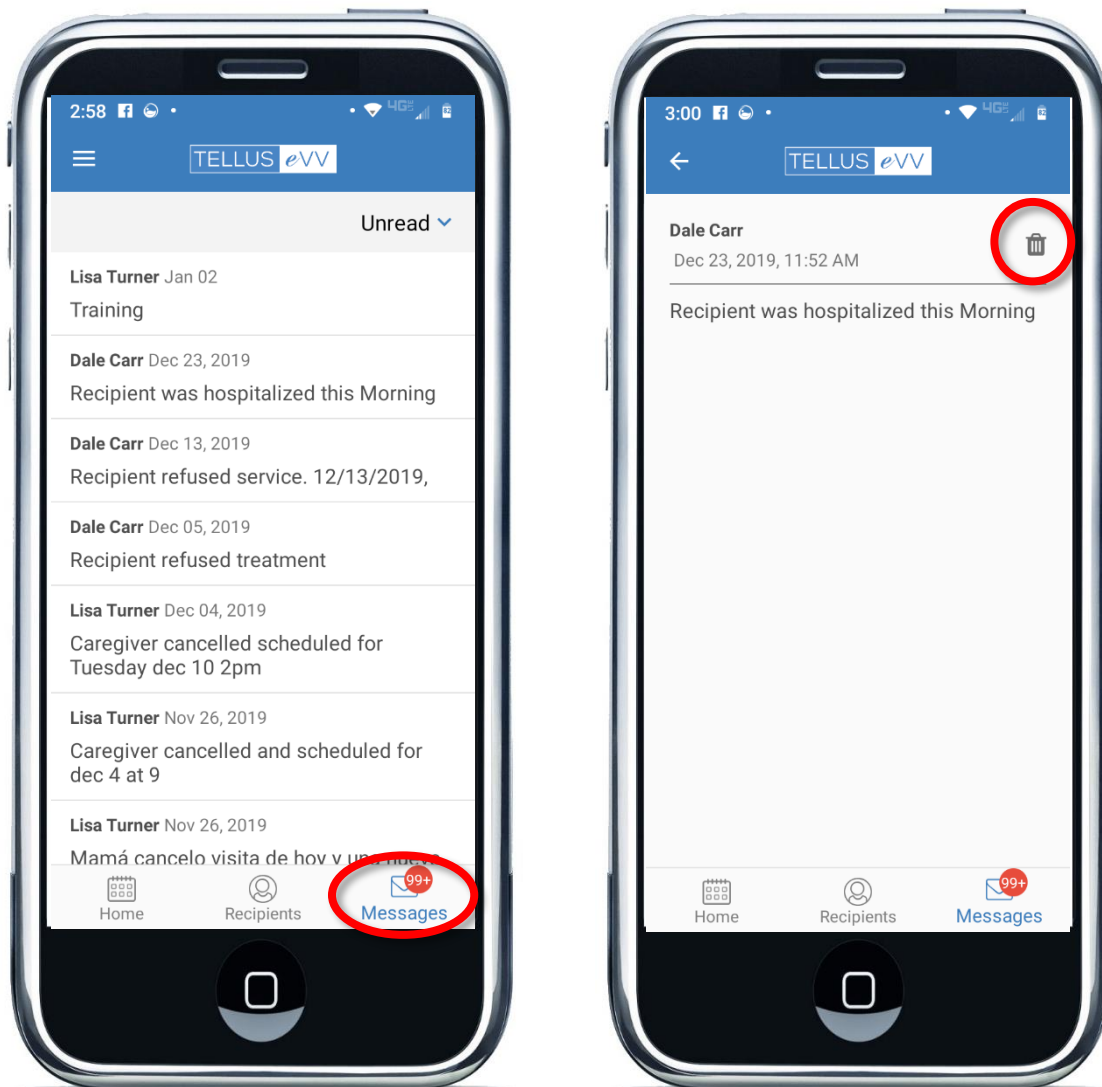 2:58
4G
TELLUS eVV
Unread
Lisa Turner Jan 02
Training
Dale Carr Dec 23, 2019
Recipient was hospitalized this Morning
Dale Carr Dec 13, 2019
Recipient refused service. 12/13/2019,
Dale Carr Dec 05, 2019
Recipient refused treatment
Lisa Turner Dec 04, 2019
Caregiver cancelled scheduled for
Tuesday dec 10 2pm
Lisa Turner Nov 26, 2019
Caregiver cancelled and scheduled for
dec 4 at 9
Lisa Turner Nov 26, 2019
Mamá cancelo visita de hoy y una nueva
Home
Recipients
99+
Messages
3:00
4G
TELLUS eVV
Dale Carr
Dec 23, 2019, 11:52 AM
Recipient was hospitalized this Morning
Home
Recipients
99+
Messages